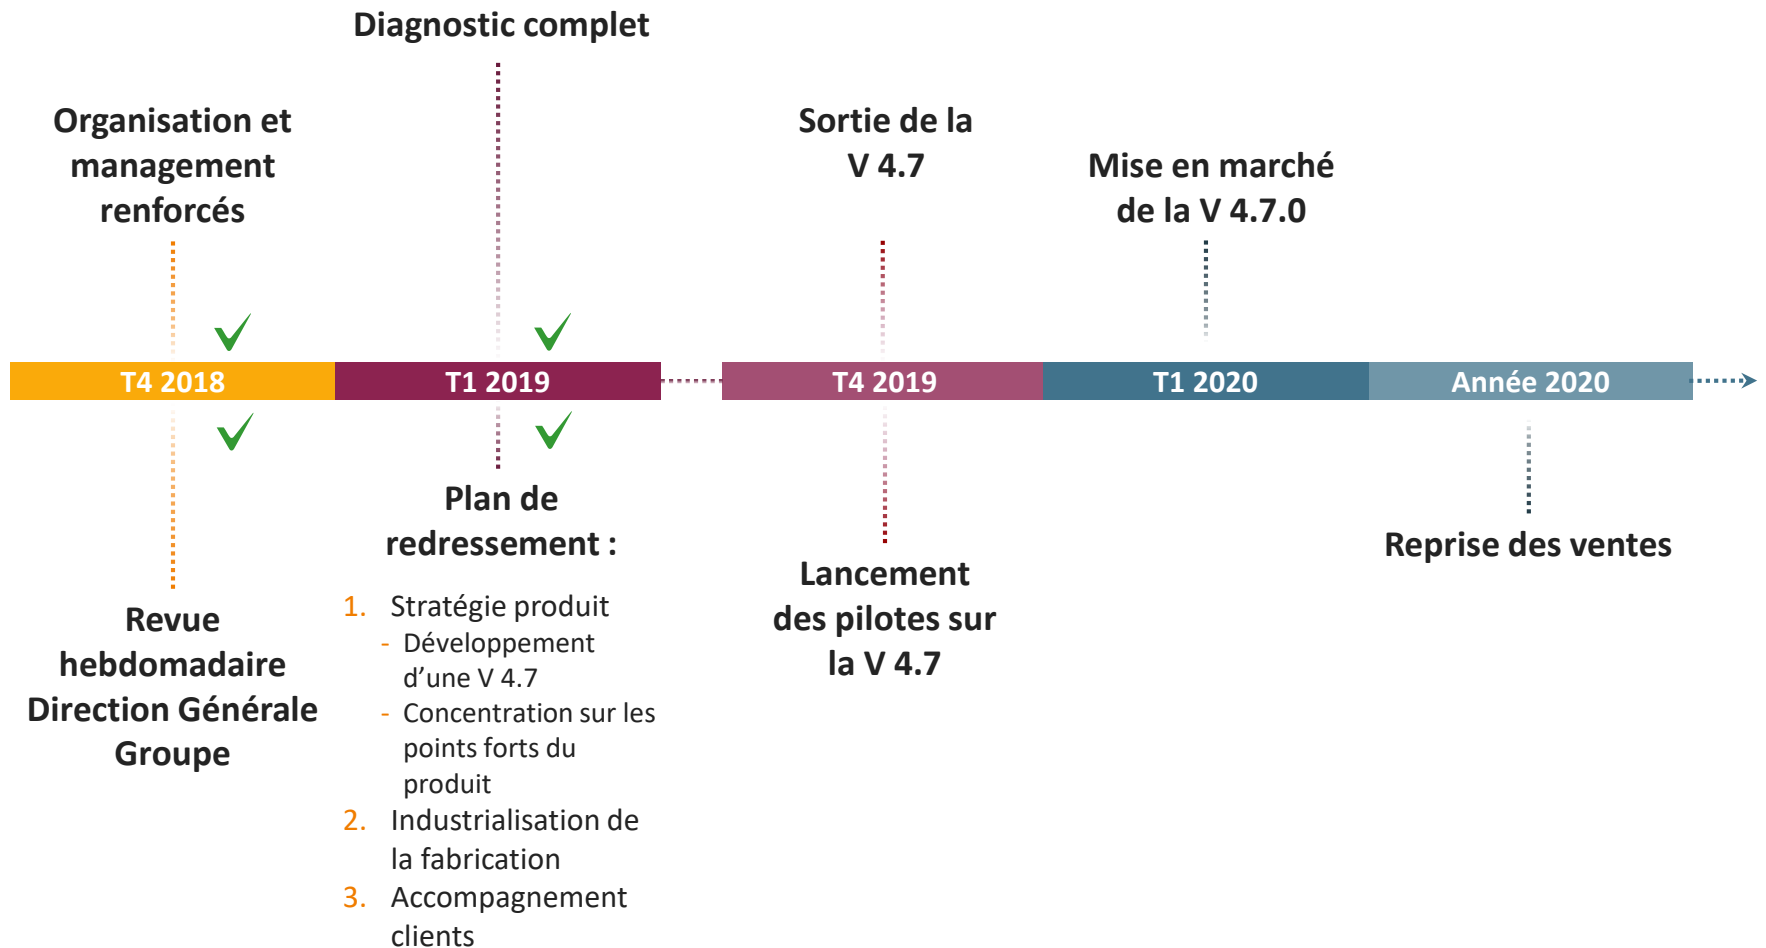 Diagnostic complet
Organisation et
management
renforcés
Sortie de la
V 4.7
Mise en marché
de la V 4.7.0
T4 2018
T1 2019
T4 2019
T1 2020
Année 2020
Revue
hebdomadaire
Direction Générale
Groupe
Plan de
redressement :
1. Stratégie produit
- Développement
d’une V 4.7
- Concentration sur les
points forts du
produit
2. Industrialisation de
la fabrication
3. Accompagnement
clients
Lancement
des pilotes sur
la V 4.7
Reprise des ventes